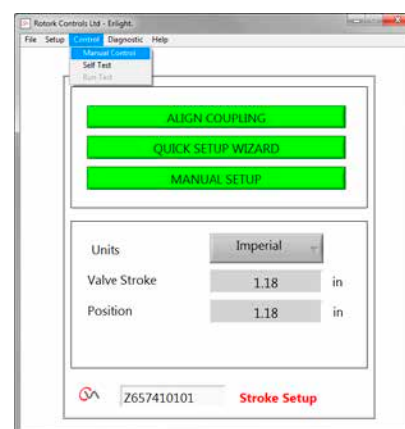 Rotork Controls Ltd - Enlight.
File Setup Control Diagnostic Help
Manual Control
Self Test
Run Test
ALIGN COUPLING
QUICK SETUP WIZARD
MANUAL SETUP
Units Imperial
Valve Stroke 1.18 in
Position 1.18 in
Z657410101 Stroke Setup